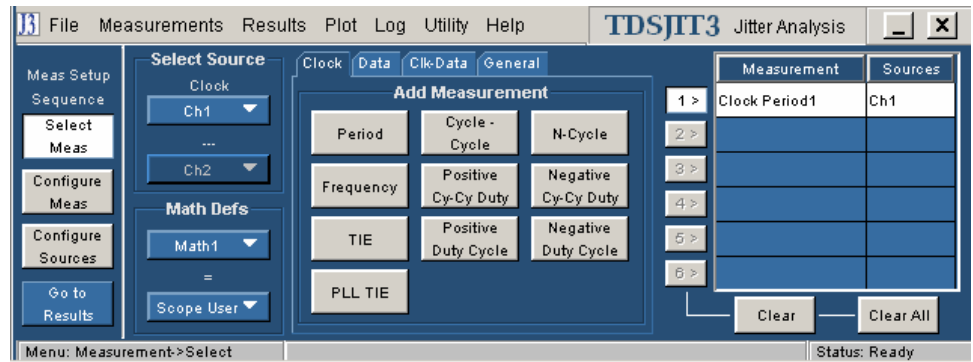 J3 File Measurements Results Plot Log Utility Help TDSJIT3 Jitter Analysis
Meas Setup
Sequence
Select
Meas
Configure
Meas
Configure
Sources
Go to
Results
Select Source
Clock
Ch1
---
Ch2
Math Defs
Math1
=
Scope User
Clock Data Clk-Data General
Add Measurement
Period
Cycle -
Cycle
N-Cycle
Frequency
Positive
Cy-Cy Duty
Negative
Cy-Cy Duty
TIE
Positive
Duty Cycle
Negative
Duty Cycle
PLL TIE
Measurement Sources
1 > Clock Period1 Ch1
2 >
3 >
4 >
5 >
6 >
Clear Clear All
Menu: Measurement->Select Status: Ready